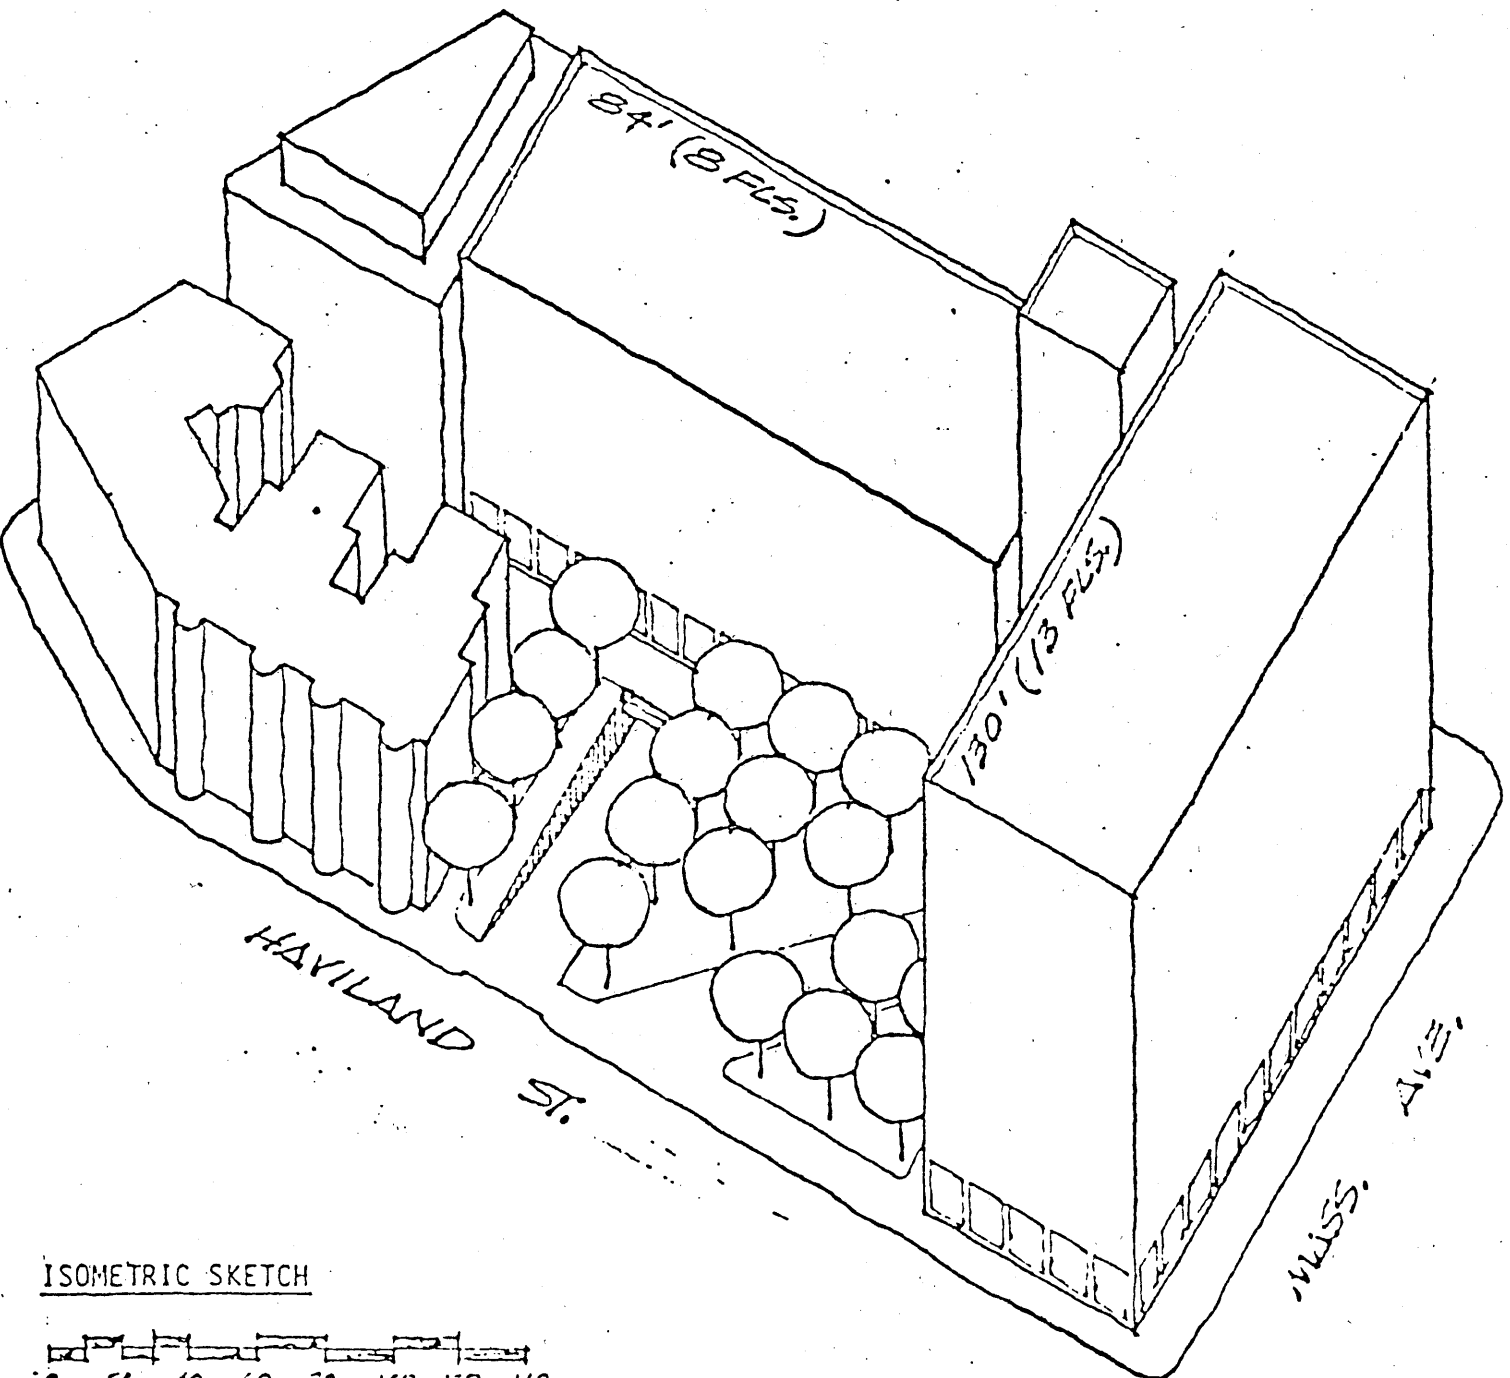 84' (8 FLS.)
130' (13 FLS.)
HAVILAND ST.
MASS. AVE.
ISOMETRIC SKETCH